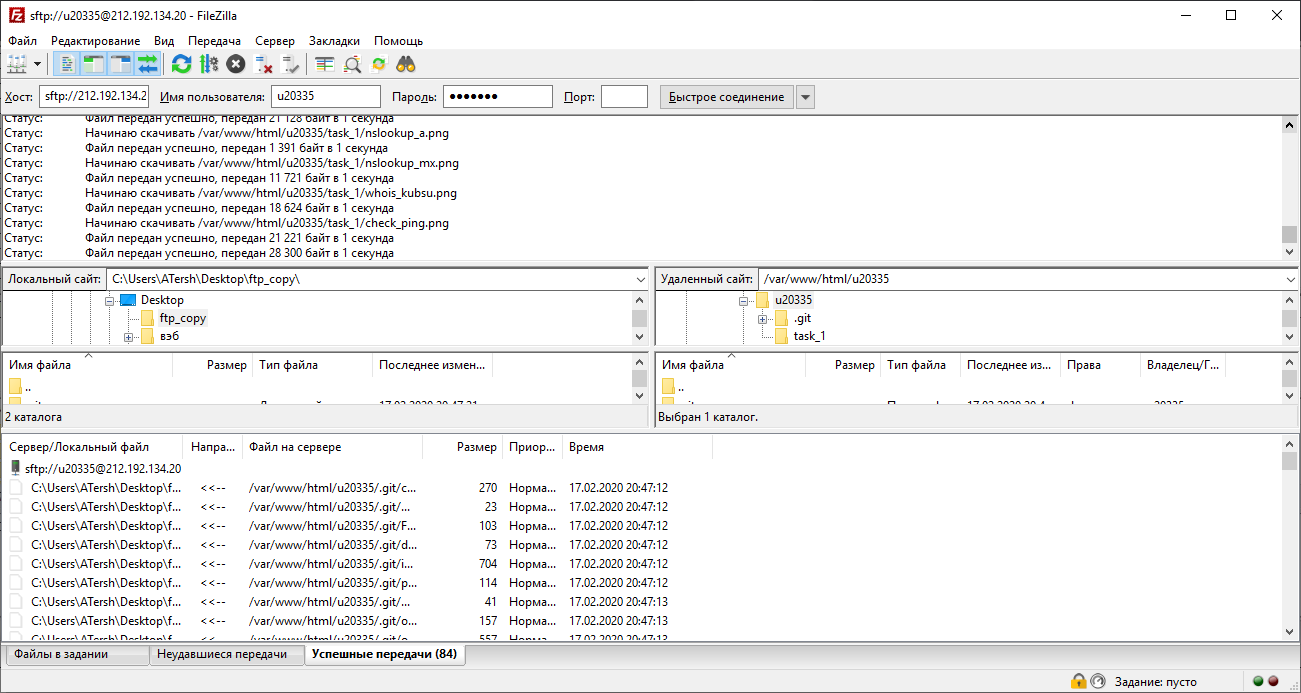 sftp://u20335@212.192.134.20 - FileZilla
Файл Редактирование Вид Передача Сервер Закладки Помощь
Хост: sftp://212.192.134.2 Имя пользователя: u20335 Пароль: ●●●●●●● Порт: Быстрое соединение
Статус: Файл передан успешно, передан 21 128 байт в 1 секунда
Статус: Начинаю скачивать /var/www/html/u20335/task_1/nslookup_a.png
Статус: Файл передан успешно, передан 1 391 байт в 1 секунда
Статус: Начинаю скачивать /var/www/html/u20335/task_1/nslookup_mx.png
Статус: Файл передан успешно, передан 11 721 байт в 1 секунда
Статус: Начинаю скачивать /var/www/html/u20335/task_1/whois_kubsu.png
Статус: Файл передан успешно, передан 18 624 байт в 1 секунда
Статус: Начинаю скачивать /var/www/html/u20335/task_1/check_ping.png
Статус: Файл передан успешно, передан 21 221 байт в 1 секунда
Статус: Файл передан успешно, передан 28 300 байт в 1 секунда
Локальный сайт: C:\Users\ATersh\Desktop\ftp_copy\
Desktop
ftp_copy
вэб
Имя файла Размер Тип файла Последнее измен...
..
17.02.2020 20:47:21
2 каталога
Удаленный сайт: /var/www/html/u20335
u20335
.git
task_1
Имя файла Размер Тип файла Последнее из... Права Владелец/Г...
..
Выбран 1 каталог.
Сервер/Локальный файл Напра... Файл на сервере Размер Приор... Время
sftp://u20335@212.192.134.20
C:\Users\ATersh\Desktop\f... <<-- /var/www/html/u20335/.git/c... 270 Норма... 17.02.2020 20:47:12
C:\Users\ATersh\Desktop\f... <<-- /var/www/html/u20335/.git/... 23 Норма... 17.02.2020 20:47:12
C:\Users\ATersh\Desktop\f... <<-- /var/www/html/u20335/.git/F... 103 Норма... 17.02.2020 20:47:12
C:\Users\ATersh\Desktop\f... <<-- /var/www/html/u20335/.git/d... 73 Норма... 17.02.2020 20:47:12
C:\Users\ATersh\Desktop\f... <<-- /var/www/html/u20335/.git/i... 704 Норма... 17.02.2020 20:47:12
C:\Users\ATersh\Desktop\f... <<-- /var/www/html/u20335/.git/p... 114 Норма... 17.02.2020 20:47:12
C:\Users\ATersh\Desktop\f... <<-- /var/www/html/u20335/.git/... 41 Норма... 17.02.2020 20:47:13
C:\Users\ATersh\Desktop\f... <<-- /var/www/html/u20335/.git/o... 157 Норма... 17.02.2020 20:47:13
C:\Users\ATersh\Desktop\f... <<-- /var/www/html/u20335/.git/o... 557 Норма... 17.02.2020 20:47:13
Файлы в задании Неудавшиеся передачи Успешные передачи (84)
Задание: пусто